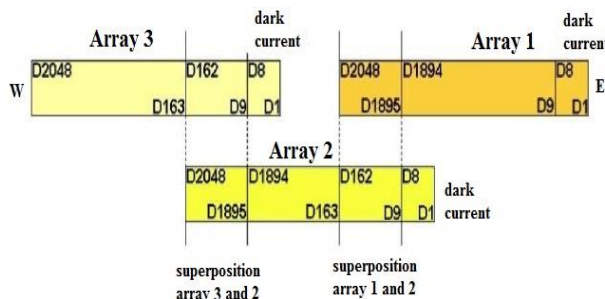 Array 3
dark
current
dark
current
Array 1
W
D2048
D162
D8
D163
D9
D1
D2048
D1894
D8
D1895
D9
D1
E
Array 2
D2048
D1894
D162
D8
D1895
D163
D9
D1
dark
current
superposition
array 3 and 2
superposition
array 1 and 2